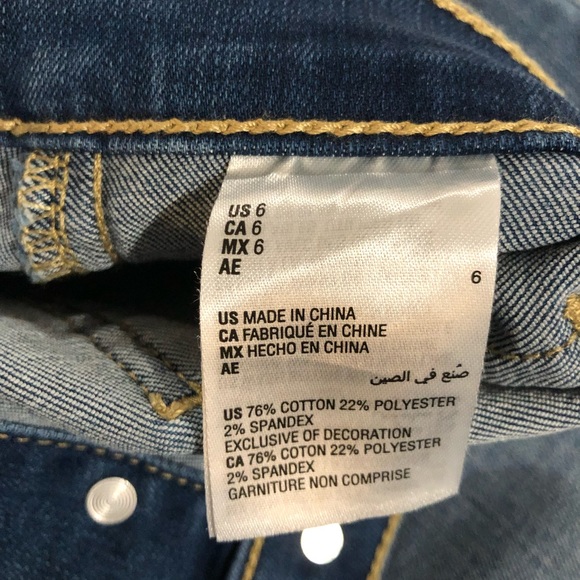 US 6
CA 6
MX 6
AE
6
US MADE IN CHINA
CA FABRIQUÉ EN CHINE
MX HECHO EN CHINA
AE
صنع في الصين
US 76% COTTON 22% POLYESTER
2% SPANDEX
EXCLUSIVE OF DECORATION
CA 76% COTON 22% POLYESTER
2% SPANDEX
GARNITURE NON COMPRISE